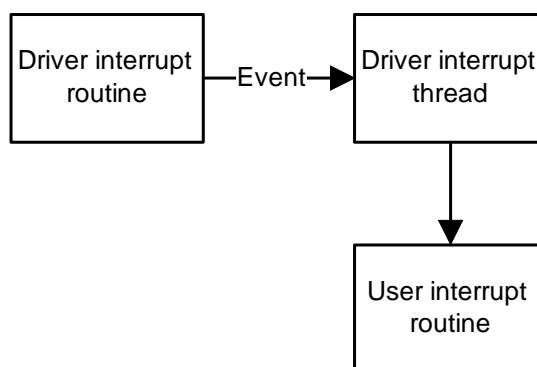 Driver interrupt
routine
Event
Driver interrupt
thread
User interrupt
routine